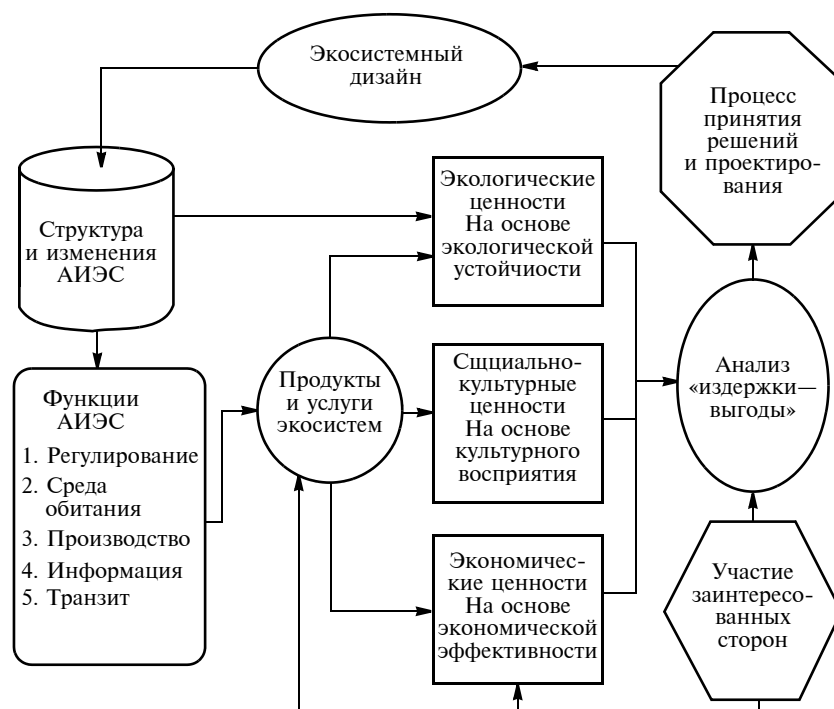 Экосистемный
дизайн
Процесс
принятия
решений
и проектиро-
вания
Структура
и изменения
АИЭС
Экологические
ценности
На основе
экологической
устойчиости
Функции
АИЭС
1. Регулирование
2. Среда
обитания
3. Производство
4. Информация
5. Транзит
Продукты
и услуги
экосистем
Сщциально-
культурные
ценности
На основе
культурного
восприятия
Анализ
«издержки—
выгоды»
Экономичес-
кие ценности
На основе
экономической
эффективности
Участие
заинтересо-
ванных
сторон